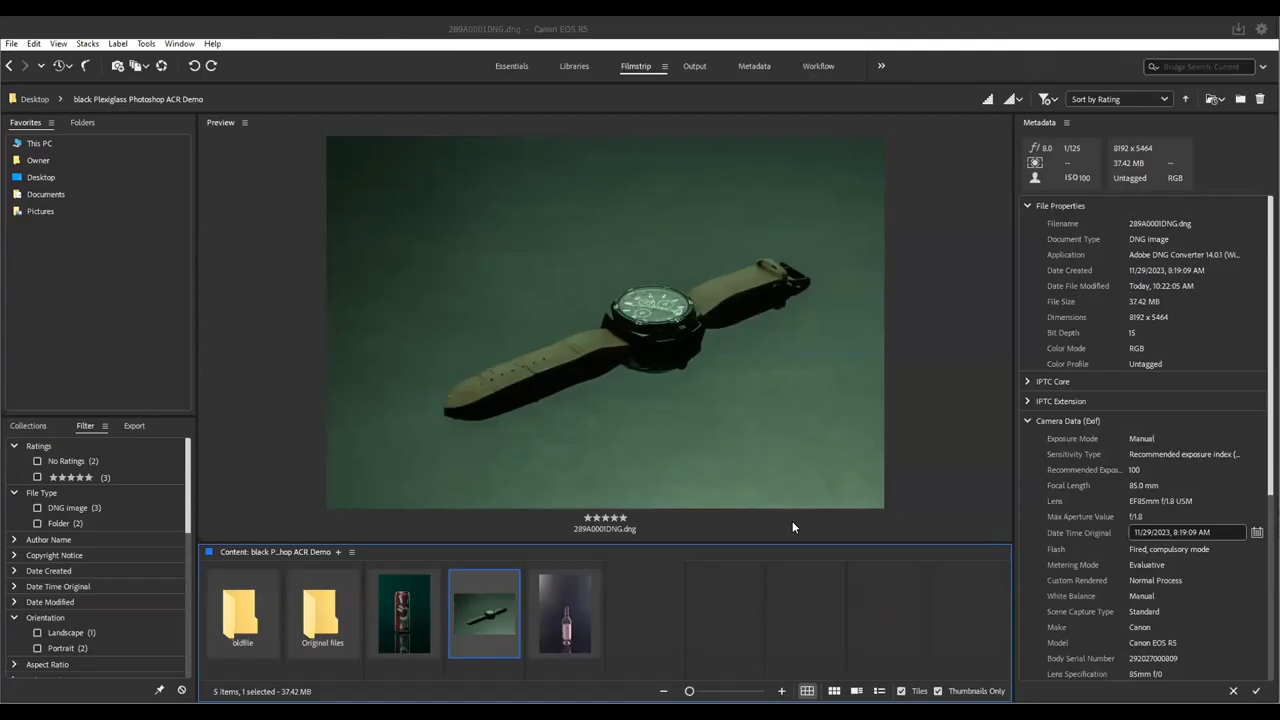 289A0001DNG.dng - Canon EOS R5
File Edit View Stacks Label Tools Window Help
Essentials Libraries Filmstrip Output Metadata Workflow
Bridge Search: Current
Desktop black Plexiglass Photoshop ACR Demo
Sort by Rating
Favorites Folders
This PC
Owner
Desktop
Documents
Pictures
Collections Filter Export
Ratings
No Ratings (2)
(3)
File Type
DNG image (3)
Folder (2)
Author Name
Copyright Notice
Date Created
Date Time Original
Date Modified
Orientation
Landscape (1)
Portrait (2)
Aspect Ratio
Preview
289A0001DNG.dng
Content: black P...hop ACR Demo
oldfile
Original files
5 items, 1 selected - 37.42 MB
Tiles Thumbnails Only
Metadata
f/ 8.0 1/125 8192 x 5464
-- 37.42 MB --
ISO100 Untagged RGB
File Properties
Filename 289A0001DNG.dng
Document Type DNG image
Application Adobe DNG Converter 14.0.1 (Wi...
Date Created 11/29/2023, 8:19:09 AM
Date File Modified Today, 10:22:05 AM
File Size 37.42 MB
Dimensions 8192 x 5464
Bit Depth 15
Color Mode RGB
Color Profile Untagged
IPTC Core
IPTC Extension
Camera Data (Exif)
Exposure Mode Manual
Sensitivity Type Recommended exposure index (...
Recommended Expos... 100
Focal Length 85.0 mm
Lens EF85mm f/1.8 USM
Max Aperture Value f/1.8
Date Time Original 11/29/2023, 8:19:09 AM
Flash Fired, compulsory mode
Metering Mode Evaluative
Custom Rendered Normal Process
White Balance Manual
Scene Capture Type Standard
Make Canon
Model Canon EOS R5
Body Serial Number 292027000809
Lens Specification 85mm f/0